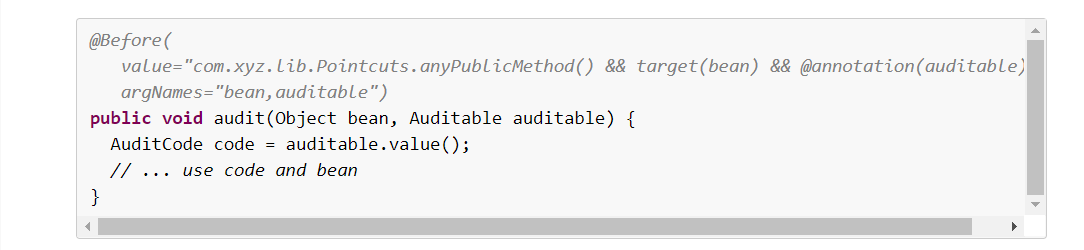 @Before(
value="com.xyz.lib.Pointcuts.anyPublicMethod() && target(bean) && @annotation(auditable)
argNames="bean,auditable")
public void audit(Object bean, Auditable auditable) {
AuditCode code = auditable.value();
// ... use code and bean
}